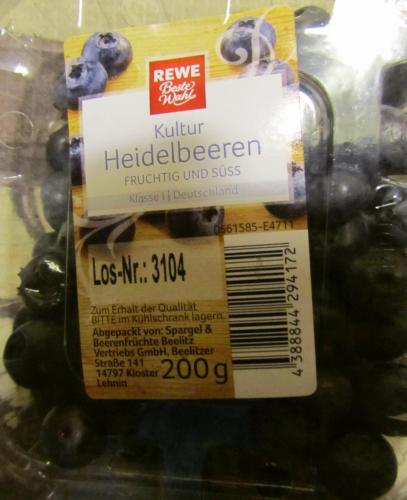 REWE
Beste
Wahl
Kultur
Heidelbeeren
FRUCHTIG UND SÜSS
Klasse I | Deutschland
0561585-E4711
Los-Nr.: 3104
Zum Erhalt der Qualität
BITTE im Kühlschrank lagern.
Abgepackt von: Spargel &
Beerenfrüchte Beelitz
Vertriebs GmbH, Beelitzer
Straße 141
14797 Kloster
Lehnin
200 g
4 388844 294172